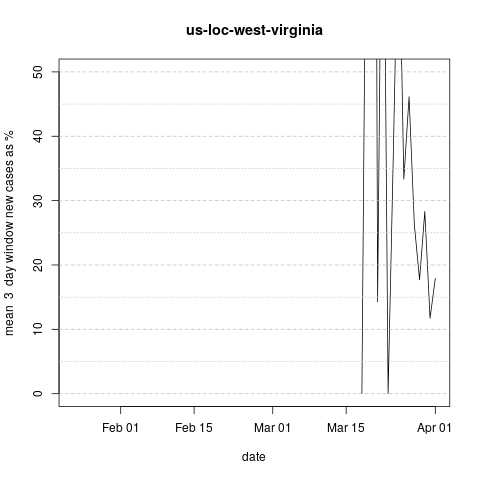 us-loc-west-virginia
mean 3 day window new cases as %
50
40
30
20
10
0
Feb 01 Feb 15 Mar 01 Mar 15 Apr 01
date